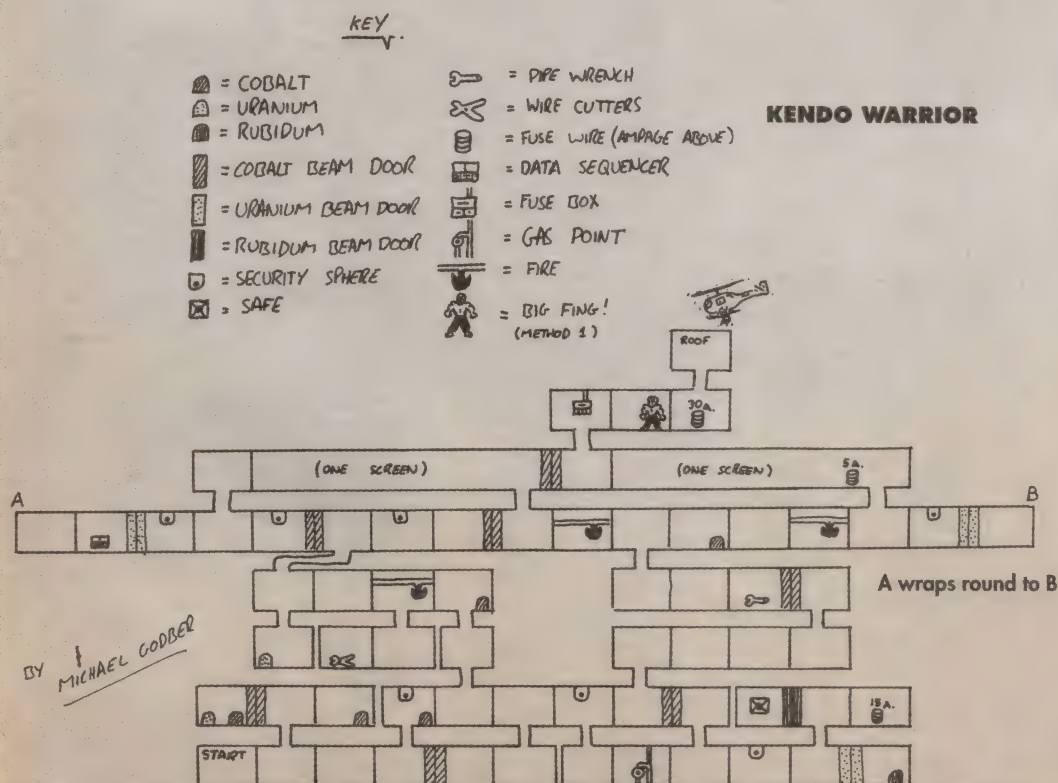 KEY
= COBALT
= URANIUM
= RUBIDUM
= COBALT BEAM DOOR
= URANIUM BEAM DOOR
= RUBIDUM BEAM DOOR
= SECURITY SPHERE
= SAFE
= PIPE WRENCH
= WIRE CUTTERS
= FUSE WIRE (AMPAGE ABOVE)
= DATA SEQUENCER
= FUSE BOX
= GAS POINT
= FIRE
= BIG FING!
(METHOD 1)
KENDO WARRIOR
ROOF
30A.
(ONE SCREEN)
(ONE SCREEN)
5A.
A
B
A wraps round to B
BY MICHAEL GODBER
15A.
START